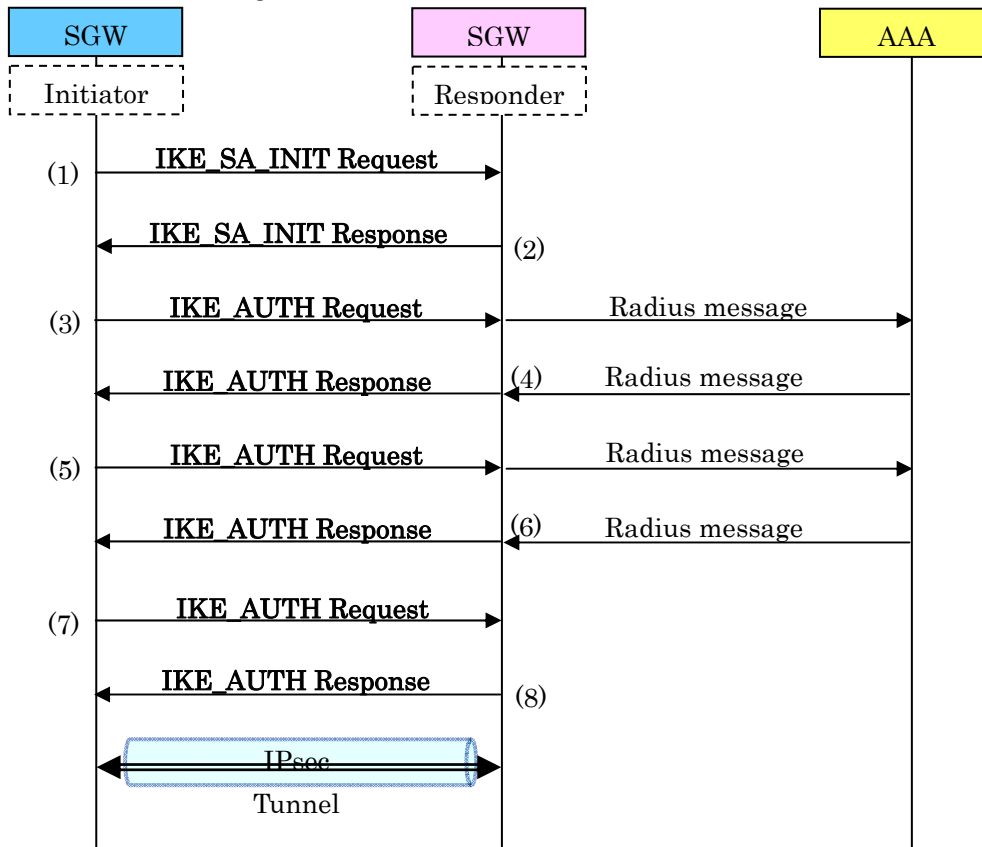 SGW
SGW
AAA
Initiator
Responder
(1)
IKE_SA_INIT Request
IKE_SA_INIT Response
(2)
(3)
IKE_AUTH Request
Radius message
IKE_AUTH Response
(4)
Radius message
(5)
IKE_AUTH Request
Radius message
IKE_AUTH Response
(6)
Radius message
(7)
IKE_AUTH Request
IKE_AUTH Response
(8)
IPsec
Tunnel